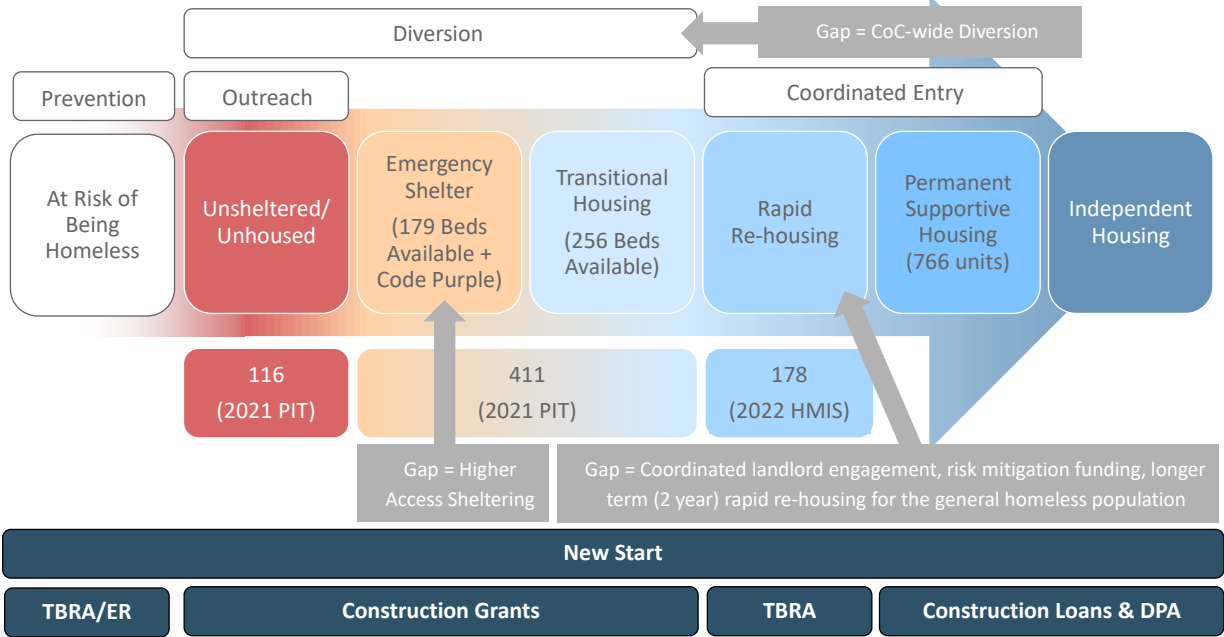 Diversion
Gap = CoC-wide Diversion
Prevention
Outreach
Coordinated Entry
At Risk of
Being
Homeless
Unsheltered/
Unhoused
Emergency
Shelter
(179 Beds
Available +
Code Purple)
Transitional
Housing
(256 Beds
Available)
Rapid
Re-housing
Permanent
Supportive
Housing
(766 units)
Independent
Housing
116
(2021 PIT)
411
(2021 PIT)
178
(2022 HMIS)
Gap = Higher
Access Sheltering
Gap = Coordinated landlord engagement, risk mitigation funding, longer
term (2 year) rapid re-housing for the general homeless population
New Start
TBRA/ER
Construction Grants
TBRA
Construction Loans & DPA